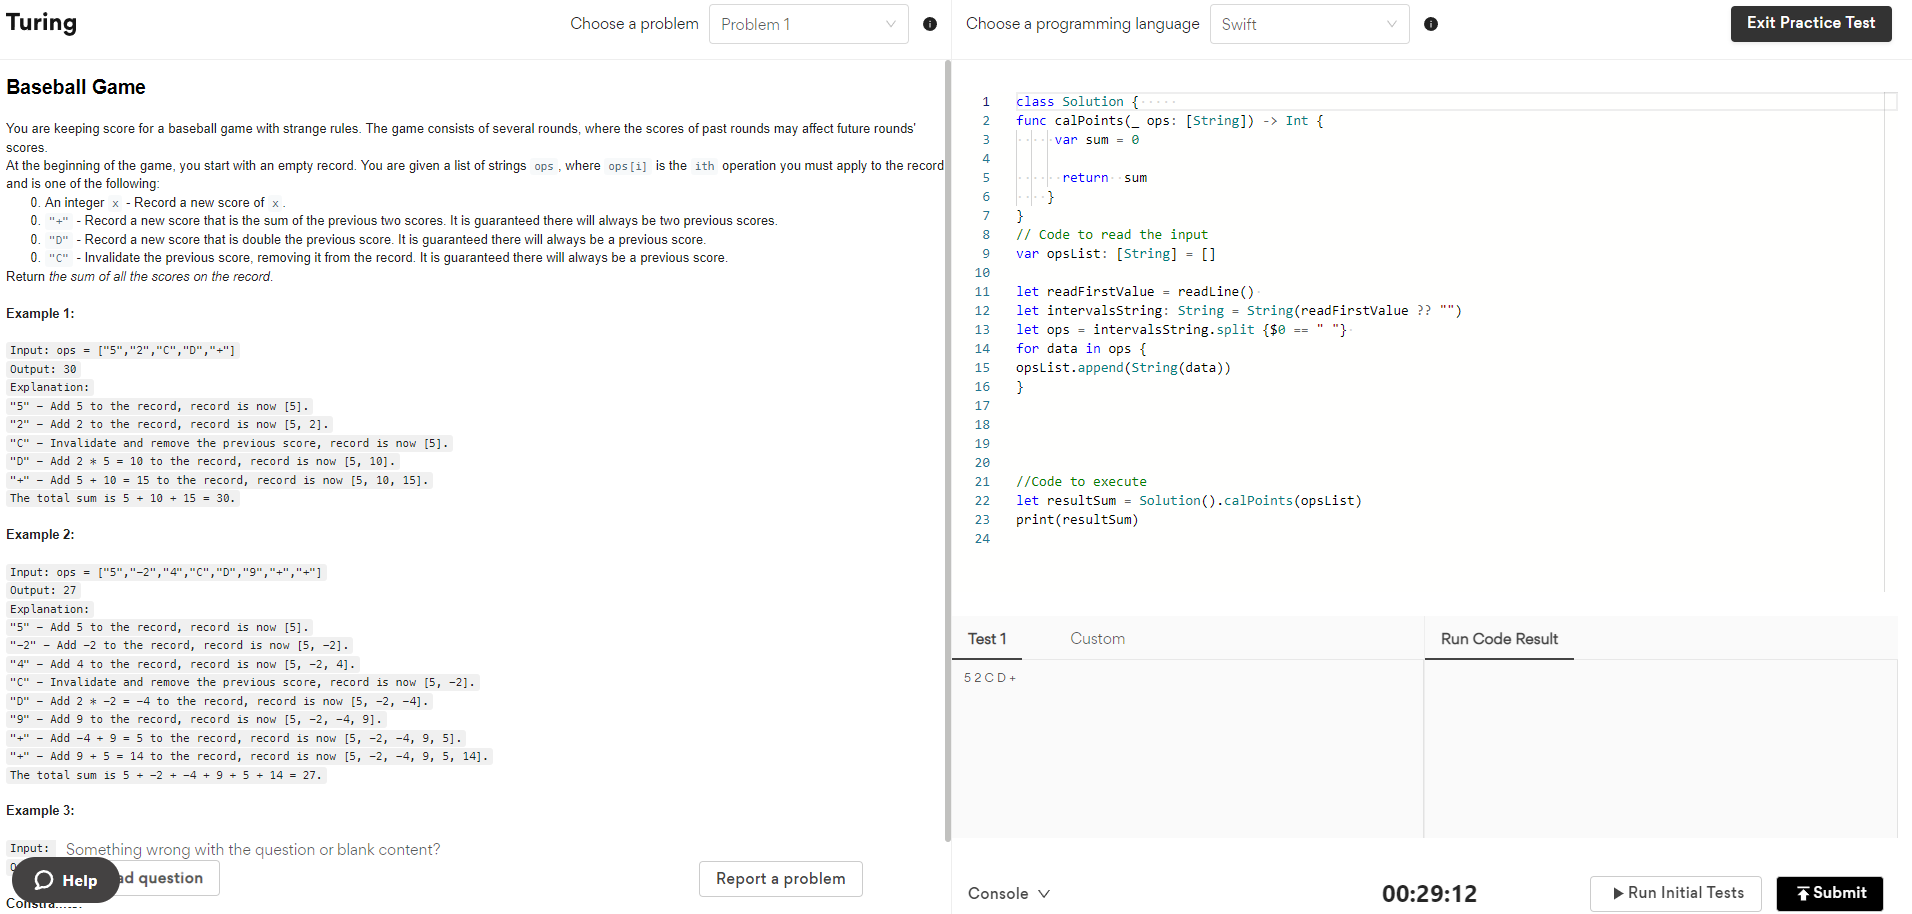 Turing
Choose a problem
Problem 1
Choose a programming language
Swift
Exit Practice Test
Baseball Game
You are keeping score for a baseball game with strange rules. The game consists of several rounds, where the scores of past rounds may affect future rounds'
scores.
At the beginning of the game, you start with an empty record. You are given a list of strings ops , where ops[i] is the ith operation you must apply to the record
and is one of the following:
0. An integer x - Record a new score of x .
0. "+" - Record a new score that is the sum of the previous two scores. It is guaranteed there will always be two previous scores.
0. "D" - Record a new score that is double the previous score. It is guaranteed there will always be a previous score.
0. "C" - Invalidate the previous score, removing it from the record. It is guaranteed there will always be a previous score.
Return the sum of all the scores on the record.
Example 1:
Input: ops = ["5","2","C","D","+"]
Output: 30
Explanation:
"5" - Add 5 to the record, record is now [5].
"2" - Add 2 to the record, record is now [5, 2].
"C" - Invalidate and remove the previous score, record is now [5].
"D" - Add 2 * 5 = 10 to the record, record is now [5, 10].
"+" - Add 5 + 10 = 15 to the record, record is now [5, 10, 15].
The total sum is 5 + 10 + 15 = 30.
Example 2:
Input: ops = ["5","-2","4","C","D","9","+","+"]
Output: 27
Explanation:
"5" - Add 5 to the record, record is now [5].
"-2" - Add -2 to the record, record is now [5, -2].
"4" - Add 4 to the record, record is now [5, -2, 4].
"C" - Invalidate and remove the previous score, record is now [5, -2].
"D" - Add 2 * -2 = -4 to the record, record is now [5, -2, -4].
"9" - Add 9 to the record, record is now [5, -2, -4, 9].
"+" - Add -4 + 9 = 5 to the record, record is now [5, -2, -4, 9, 5].
"+" - Add 9 + 5 = 14 to the record, record is now [5, -2, -4, 9, 5, 14].
The total sum is 5 + -2 + -4 + 9 + 5 + 14 = 27.
Example 3:
Input:
Something wrong with the question or blank content?
Help
question
Report a problem
1 class Solution {
2 func calPoints(_ ops: [String]) -> Int {
3 var sum = 0
4
5 return sum
6 }
7 }
8 // Code to read the input
9 var opsList: [String] = []
10
11 let readFirstValue = readLine()
12 let intervalsString: String = String(readFirstValue ?? "")
13 let ops = intervalsString.split {$0 == " "}
14 for data in ops {
15 opsList.append(String(data))
16 }
17
18
19
20
21 //Code to execute
22 let resultSum = Solution().calPoints(opsList)
23 print(resultSum)
24
Test 1
Custom
Run Code Result
5 2 C D +
Console
00:29:12
Run Initial Tests
Submit